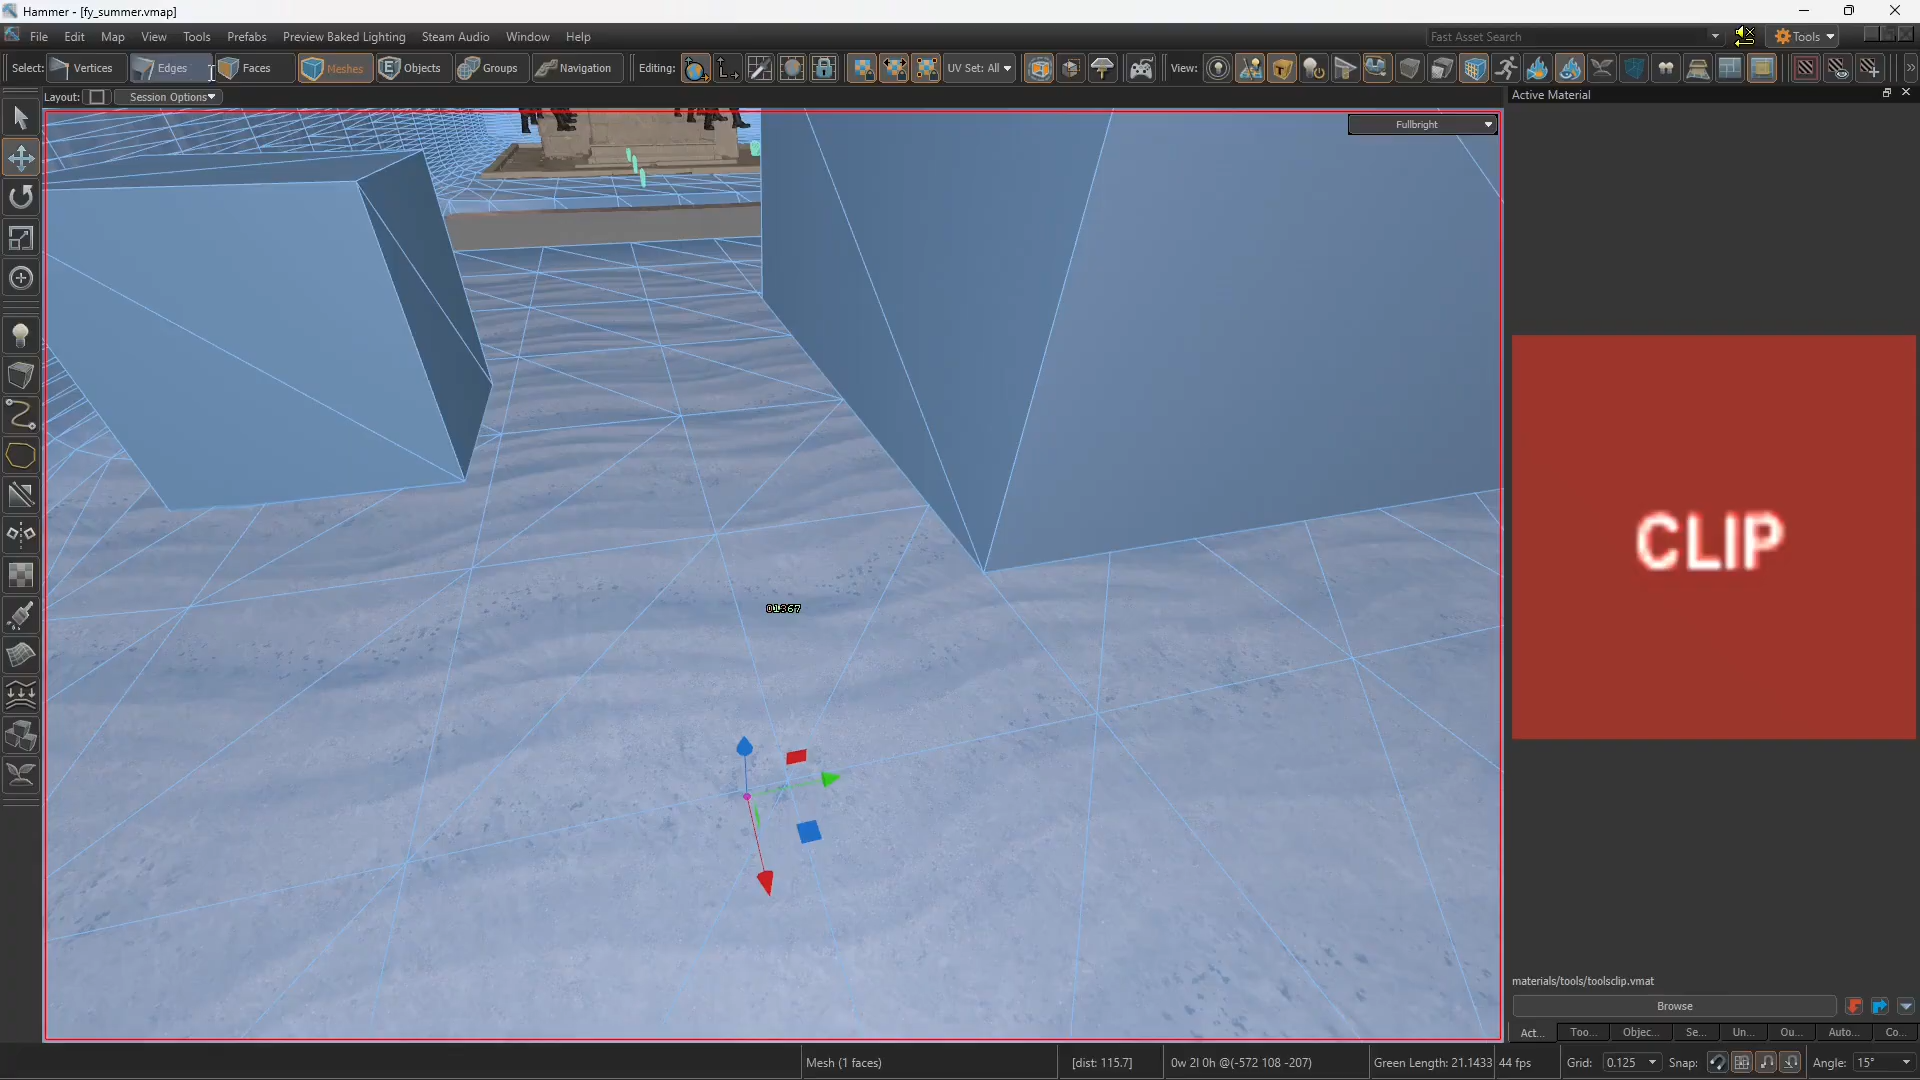 Hammer - [fy_summer.vmap]
File Edit Map View Tools Prefabs Preview Baked Lighting Steam Audio Window Help
Fast Asset Search
Tools
Select: Vertices Edges Faces Meshes Objects Groups Navigation Editing: UV Set: All View:
Layout: Session Options
Active Material
Fullbright
CLIP
materials/tools/toolsclip.vmat
Browse
Act... Too... Objec... Se... Un... Ou... Auto... Co...
Mesh (1 faces) [dist: 115.7] 0w 2l 0h @(-572 108 -207) Green Length: 21.1433 44 fps Grid: 0.125 Snap: Angle: 15°